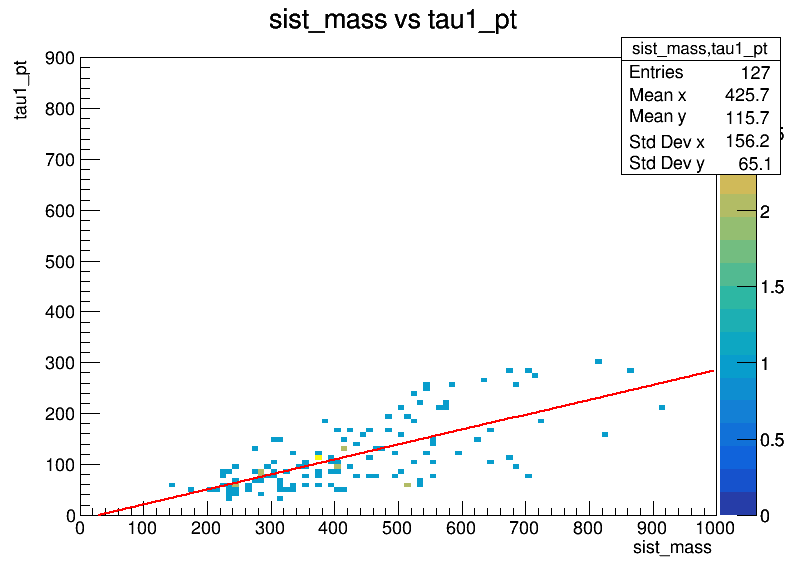 sist_mass vs tau1_pt
sist_mass,tau1_pt
Entries 127
Mean x 425.7
Mean y 115.7
Std Dev x 156.2
Std Dev y 65.1
tau1_pt
900
800
700
600
500
400
300
200
100
0
0 100 200 300 400 500 600 700 800 900 1000
sist_mass
5
2
1.5
1
0.5
0